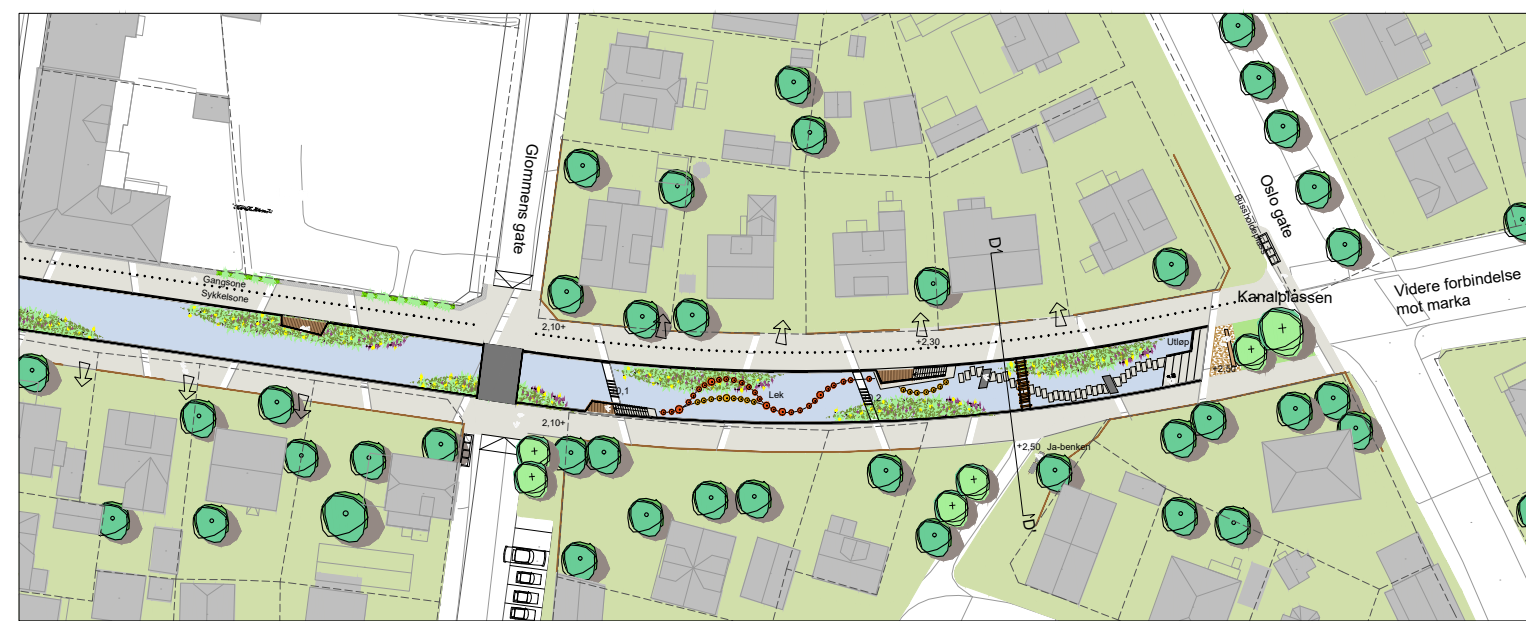 Glommens gate
Oslo gate
Kanalplassen
Videre forbindelse
mot marka
Gangsone
Sykkelsone
2,10+
+2,30
Utløp
D1
Lek
2,10+
+2,50
Ja-benken